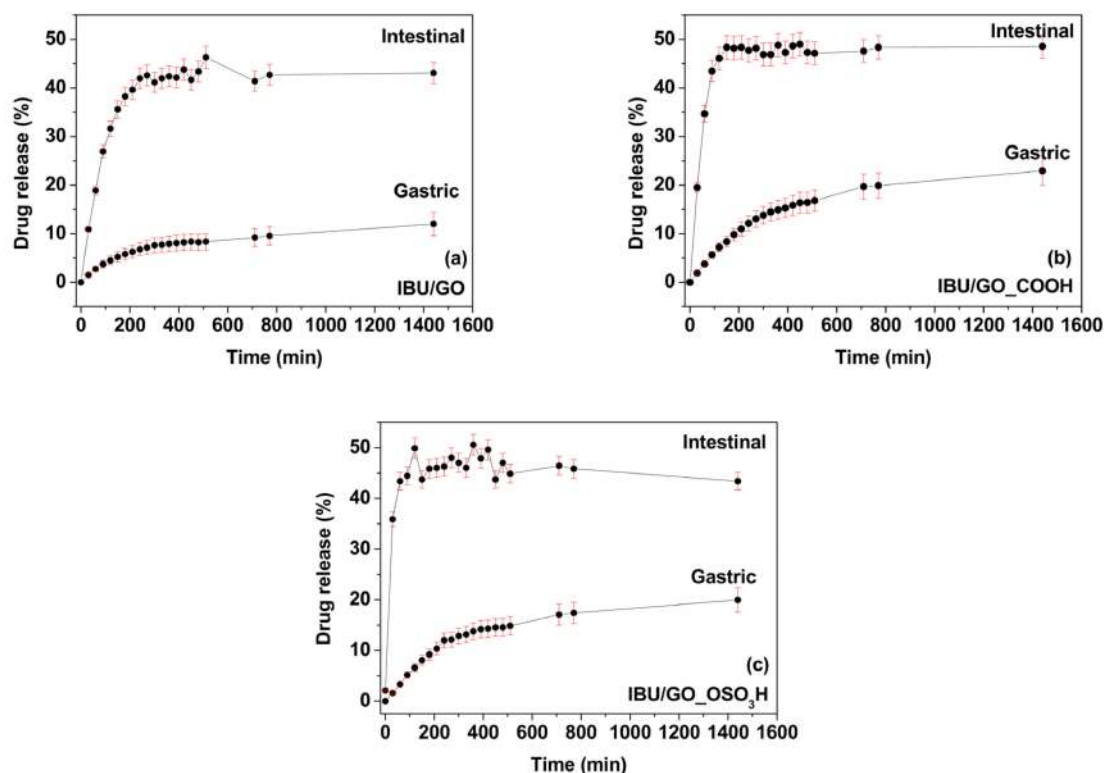 Drug release (%)
50
40
30
20
10
0
Intestinal
Gastric
(a)
IBU/GO
0 200 400 600 800 1000 1200 1400 1600
Time (min)
Drug release (%)
50
40
30
20
10
0
Intestinal
Gastric
(b)
IBU/GO_COOH
0 200 400 600 800 1000 1200 1400 1600
Time (min)
Drug release (%)
50
40
30
20
10
0
Intestinal
Gastric
(c)
IBU/GO_OSO₃H
0 200 400 600 800 1000 1200 1400 1600
Time (min)